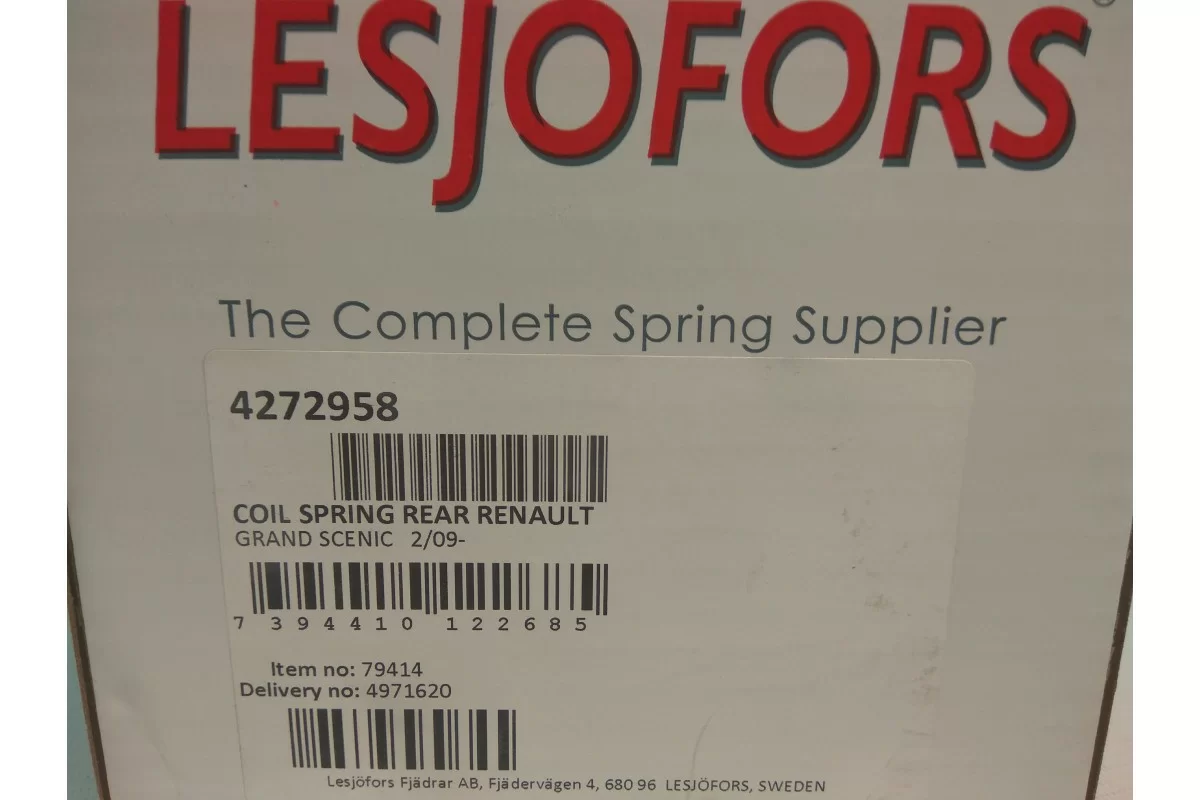 LESJOFORS®
The Complete Spring Supplier
4272958
COIL SPRING REAR RENAULT
GRAND SCENIC 2/09-
7 394410 122685
Item no: 79414
Delivery no: 4971620
Lesjöfors Fjädrar AB, Fjädervägen 4, 680 96 LESJÖFORS, SWEDEN